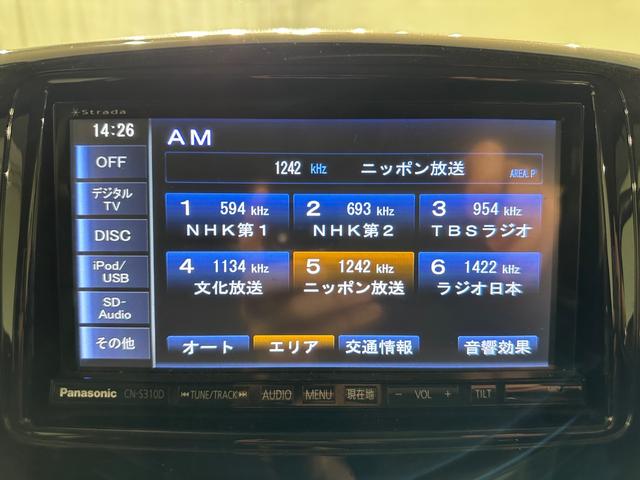 Strada
14:26
AM
OFF
1242 kHz ニッポン放送 AREA.P
デジタル
TV
1 594 kHz 2 693 kHz 3 954 kHz
NHK第1 NHK第2 TBSラジオ
DISC
iPod/
USB
4 1134 kHz 5 1242 kHz 6 1422 kHz
文化放送 ニッポン放送 ラジオ日本
SD-
Audio
その他
オート エリア 交通情報 音響効果
Panasonic CN-S310D TUNE/TRACK AUDIO MENU 現在地 - VOL + TILT